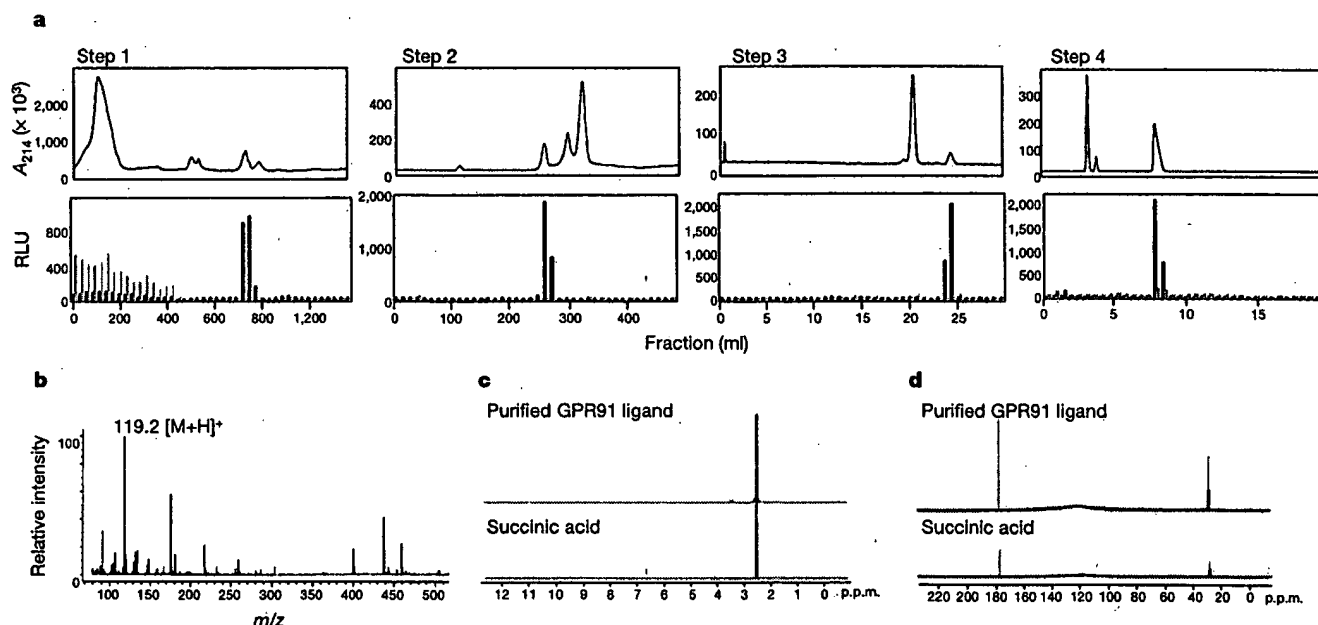 a
Step 1
Step 2
Step 3
Step 4
A214 (× 10³)
2,000
1,000
0
400
200
0
200
100
0
300
200
100
0
RLU
800
400
0
2,000
1,000
0
2,000
1,500
1,000
500
0
2,000
1,500
1,000
500
0
0 200 400 600 800 1,200
0 100 200 300 400
0 5 10 15 20 25
0 5 10 15
Fraction (ml)
b
119.2 [M+H]⁺
100
0
Relative intensity
100 150 200 250 300 350 400 450 500
m/z
c
Purified GPR91 ligand
Succinic acid
12 11 10 9 8 7 6 5 4 3 2 1 0 p.p.m.
d
Purified GPR91 ligand
Succinic acid
220 200 180 160 140 120 100 80 60 40 20 0 p.p.m.